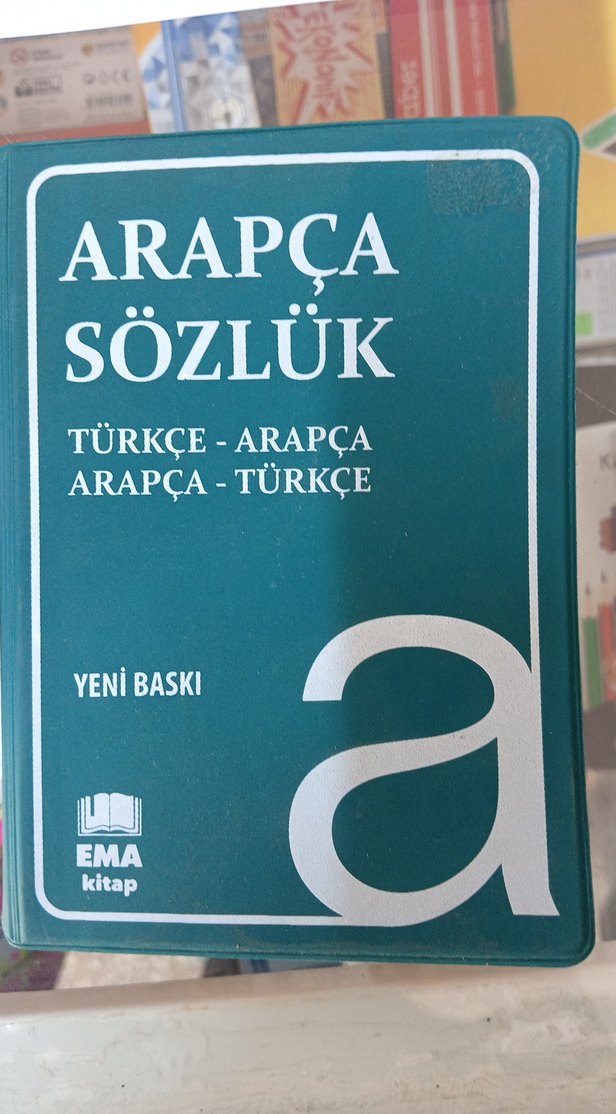 ARAPÇA
SÖZLÜK
TÜRKÇE - ARAPÇA
ARAPÇA - TÜRKÇE
YENİ BASKI
EMA
kitap
a